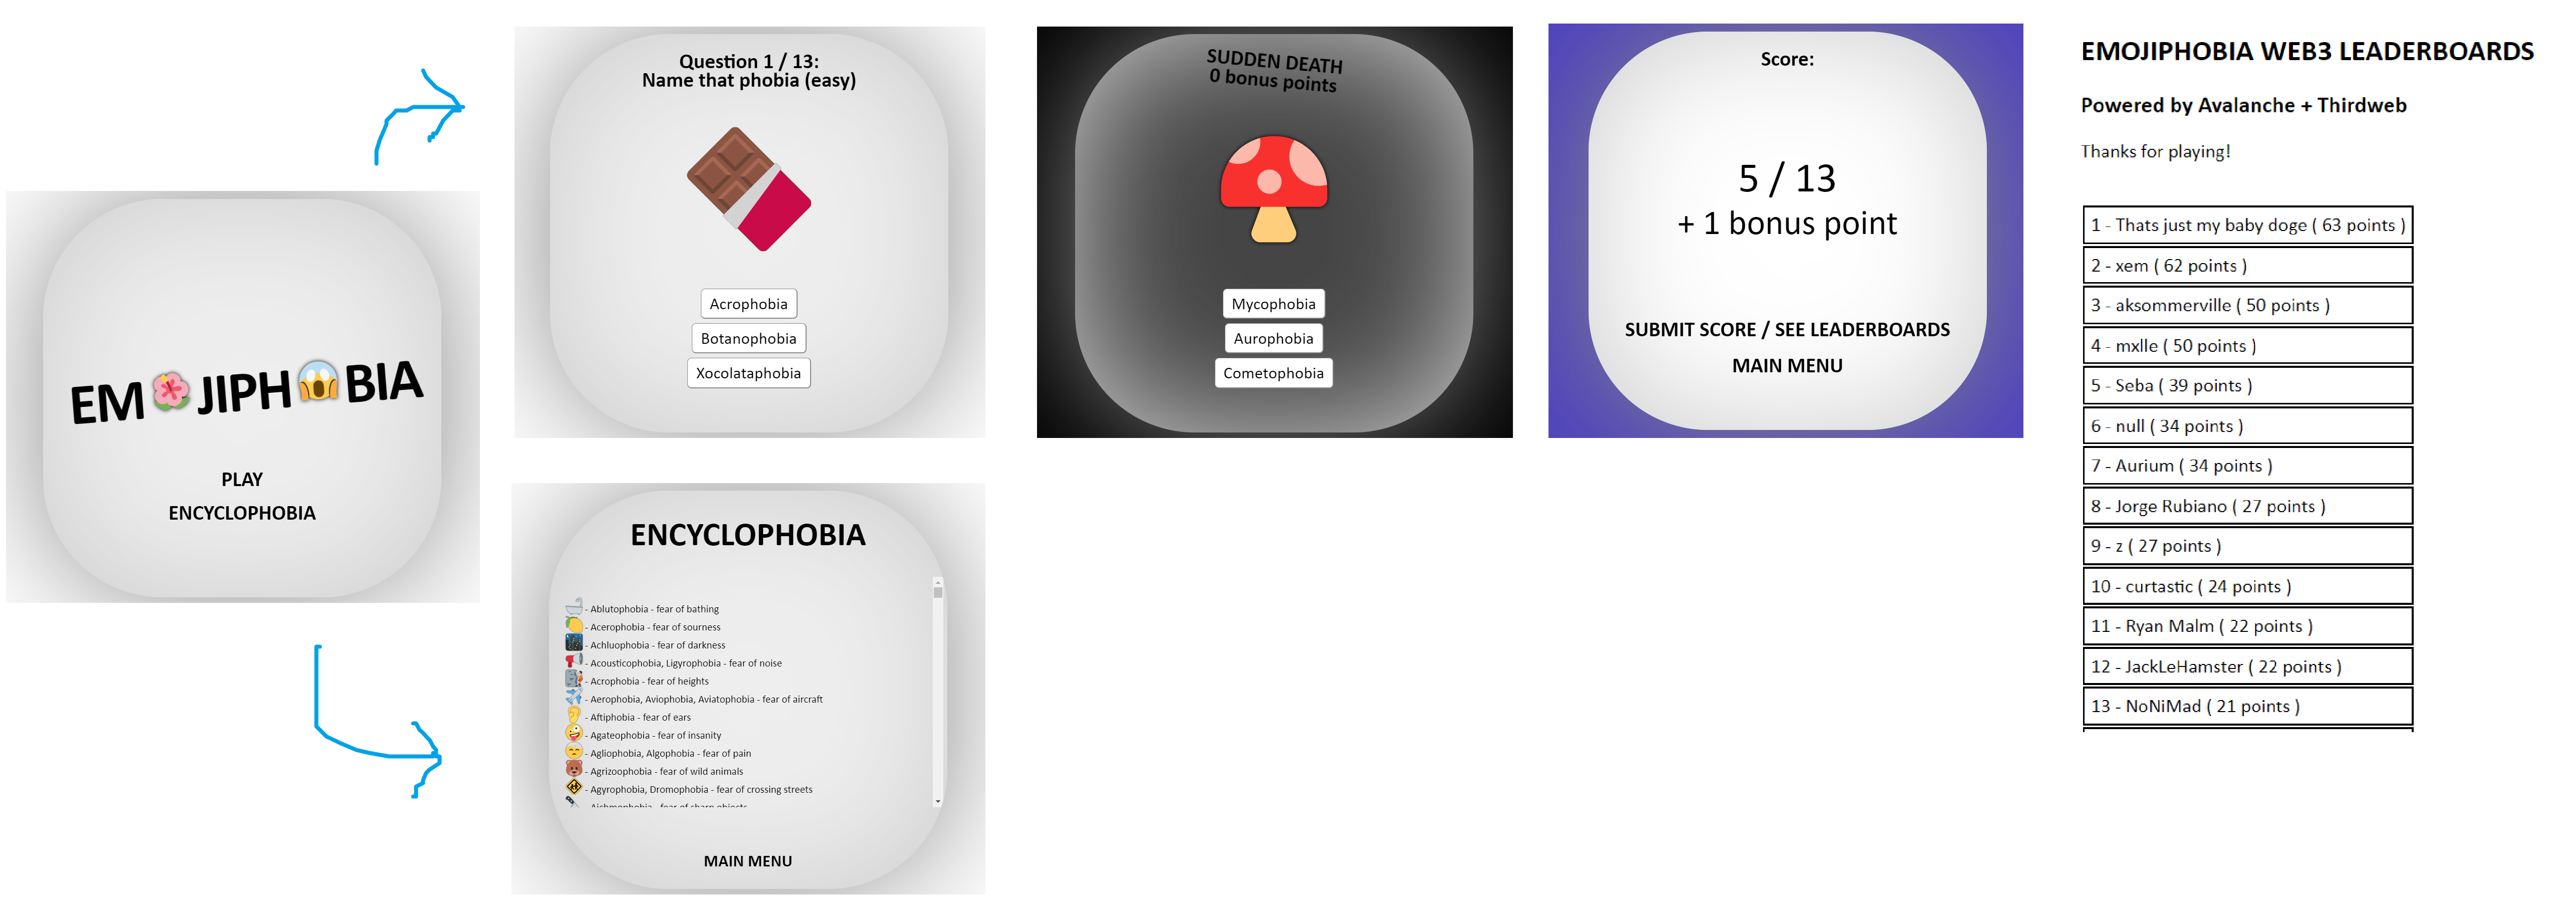 EM🌺JIPH😱BIA
PLAY
ENCYCLOPHOBIA
Question 1 / 13:
Name that phobia (easy)
Acrophobia
Botanophobia
Xocolataphobia
ENCYCLOPHOBIA
- Ablutophobia - fear of bathing
- Acerophobia - fear of sourness
- Achluophobia - fear of darkness
- Acousticophobia, Ligyrophobia - fear of noise
- Acrophobia - fear of heights
- Aerophobia, Aviophobia, Aviatophobia - fear of aircraft
- Aftiphobia - fear of ears
- Agateophobia - fear of insanity
- Agliophobia, Algophobia - fear of pain
- Agrizoophobia - fear of wild animals
- Agyrophobia, Dromophobia - fear of crossing streets
- Aichmophobia - fear of sharp objects
MAIN MENU
SUDDEN DEATH
0 bonus points
Mycophobia
Aurophobia
Cometophobia
Score:
5 / 13
+ 1 bonus point
SUBMIT SCORE / SEE LEADERBOARDS
MAIN MENU
EMOJIPHOBIA WEB3 LEADERBOARDS
Powered by Avalanche + Thirdweb
Thanks for playing!
1 - Thats just my baby doge ( 63 points )
2 - xem ( 62 points )
3 - aksommerville ( 50 points )
4 - mxlle ( 50 points )
5 - Seba ( 39 points )
6 - null ( 34 points )
7 - Aurium ( 34 points )
8 - Jorge Rubiano ( 27 points )
9 - z ( 27 points )
10 - curtastic ( 24 points )
11 - Ryan Malm ( 22 points )
12 - JackLeHamster ( 22 points )
13 - NoNiMad ( 21 points )